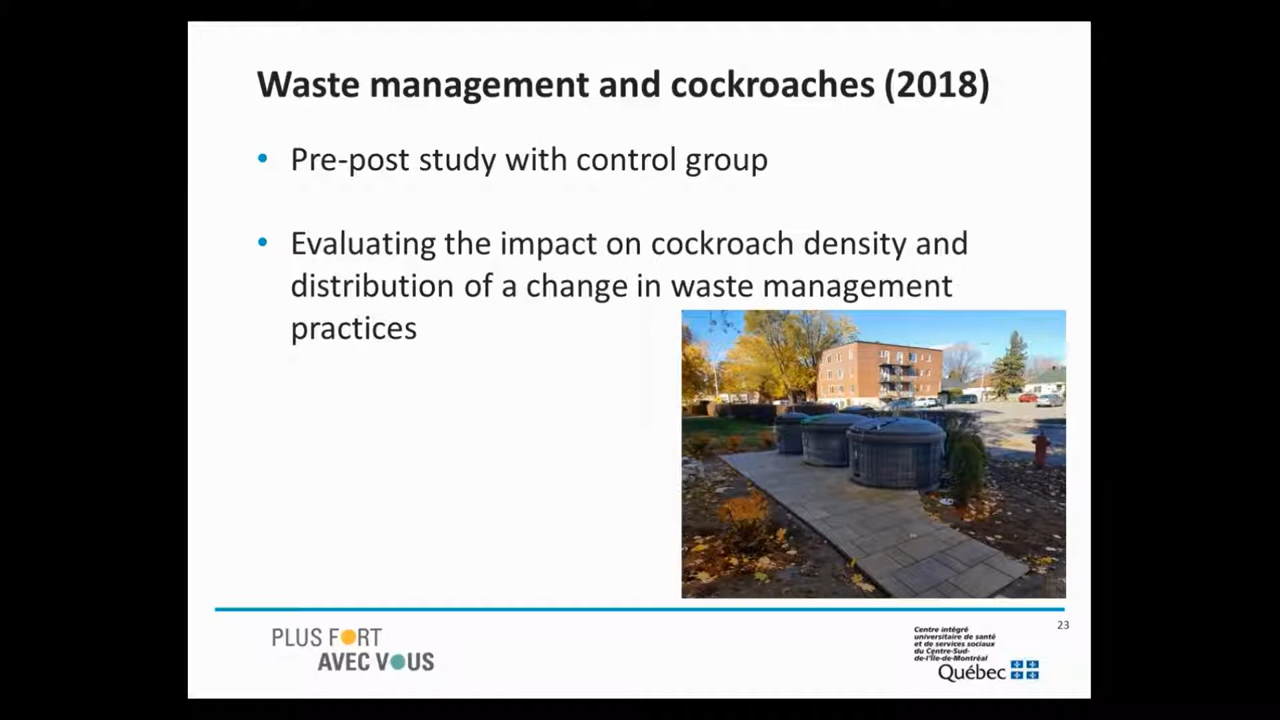 Waste management and cockroaches (2018)
• Pre-post study with control group
• Evaluating the impact on cockroach density and
distribution of a change in waste management
practices
PLUS FORT
AVEC VOUS
23
Centre intégré
universitaire de santé
et de services sociaux
du Centre-Sud-
de-l'Île-de-Montréal
Québec